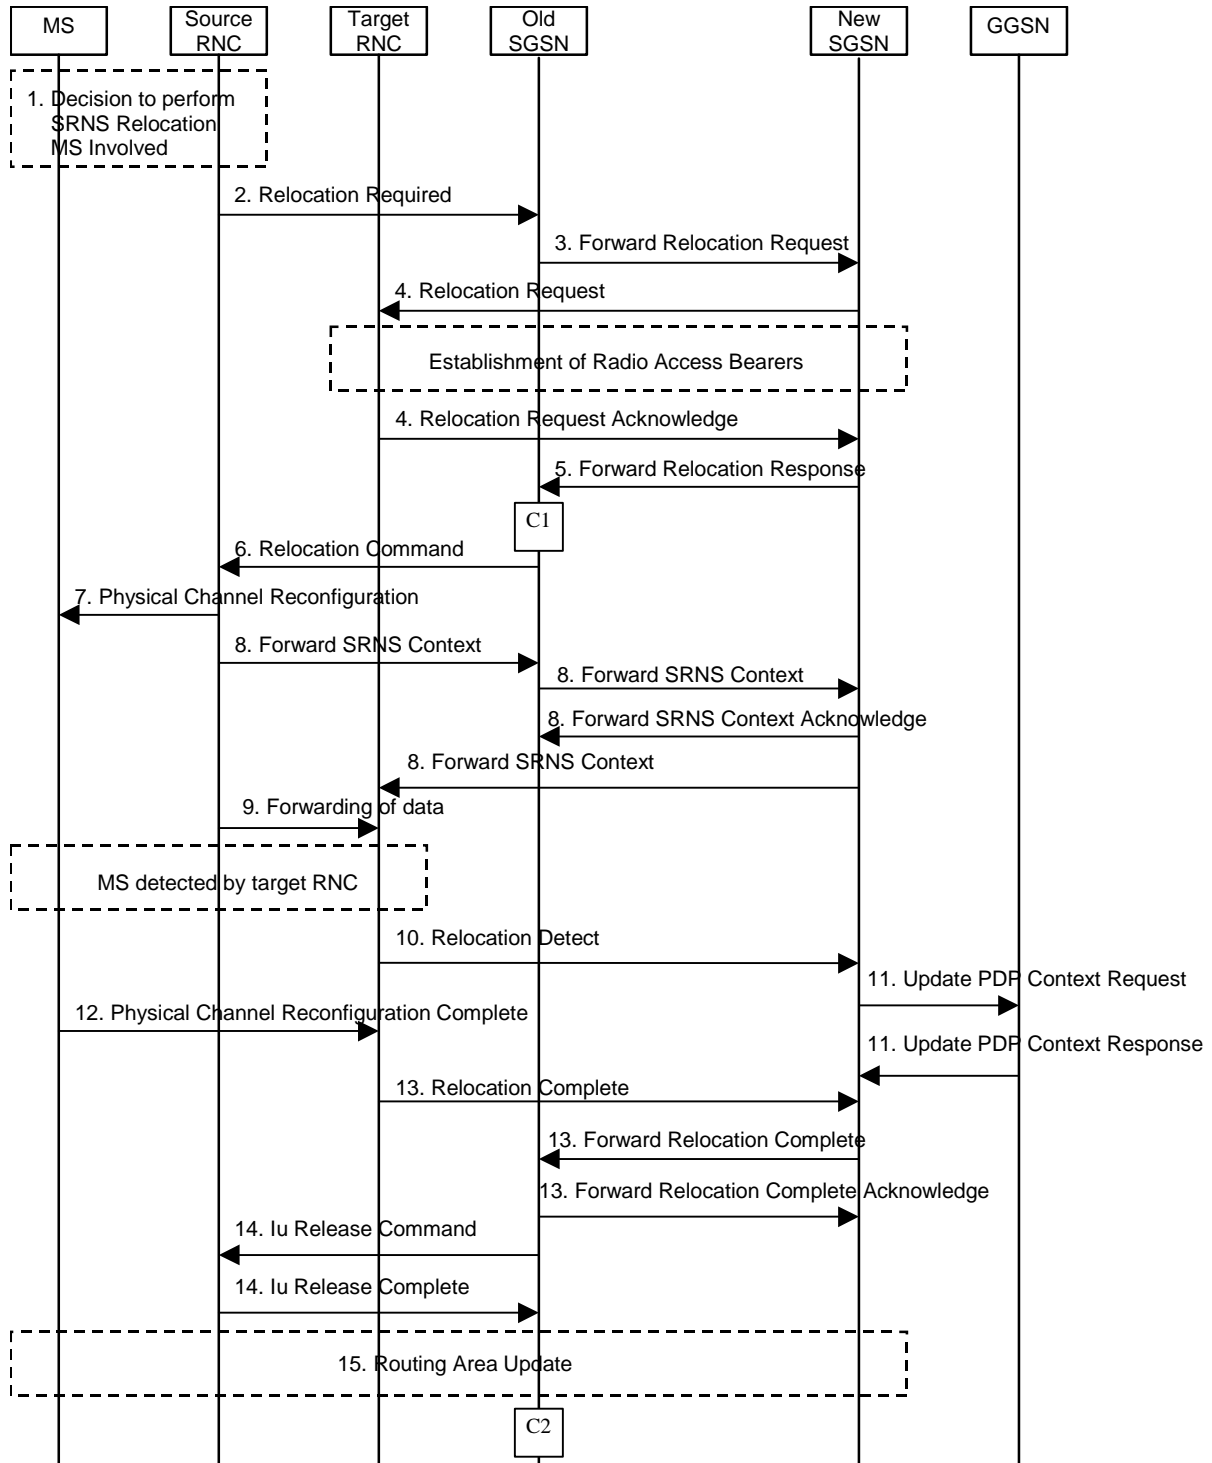 MS
Source
RNC
Target
RNC
Old
SGSN
New
SGSN
GGSN
1. Decision to perform
SRNS Relocation
MS Involved
2. Relocation Required
3. Forward Relocation Request
4. Relocation Request
Establishment of Radio Access Bearers
4. Relocation Request Acknowledge
5. Forward Relocation Response
C1
6. Relocation Command
7. Physical Channel Reconfiguration
8. Forward SRNS Context
8. Forward SRNS Context
8. Forward SRNS Context Acknowledge
8. Forward SRNS Context
9. Forwarding of data
MS detected by target RNC
10. Relocation Detect
11. Update PDP Context Request
12. Physical Channel Reconfiguration Complete
11. Update PDP Context Response
13. Relocation Complete
13. Forward Relocation Complete
13. Forward Relocation Complete Acknowledge
14. Iu Release Command
14. Iu Release Complete
15. Routing Area Update
C2